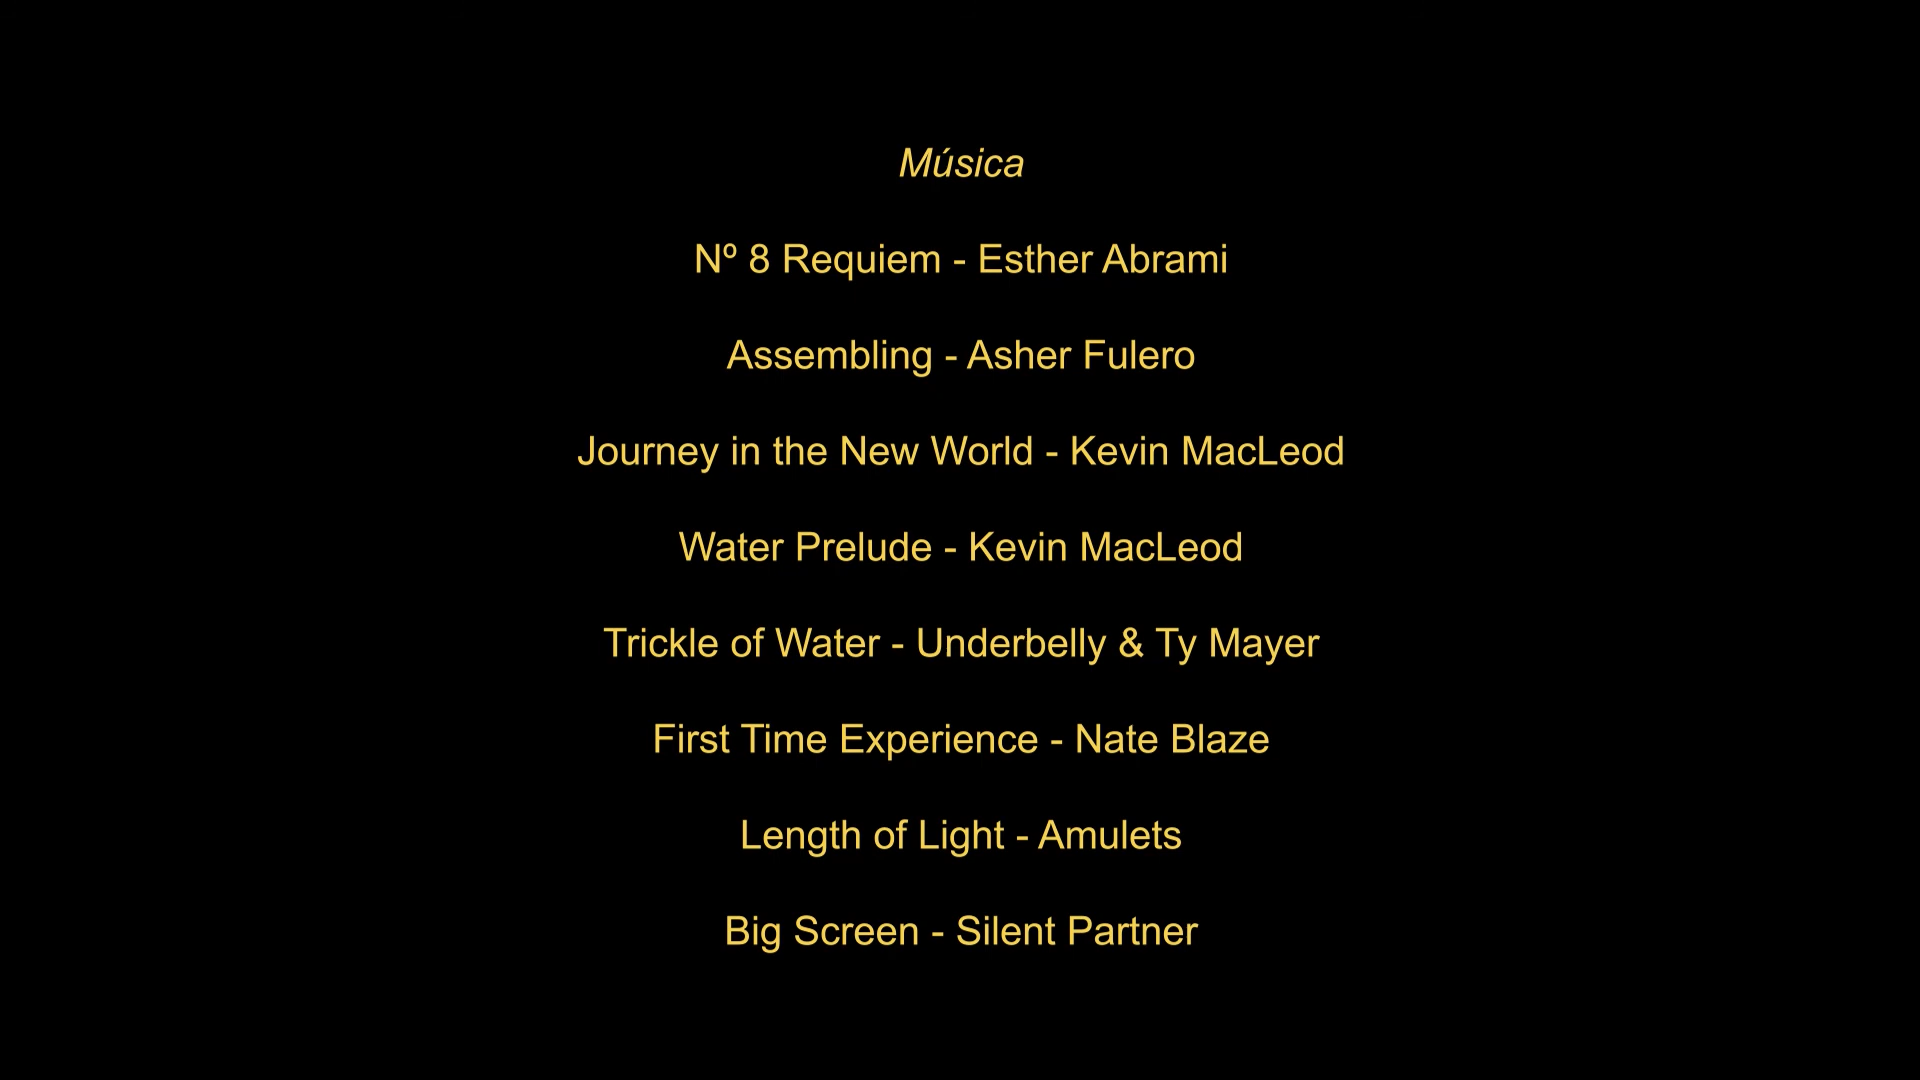 Música
Nº 8 Requiem - Esther Abrami
Assembling - Asher Fulero
Journey in the New World - Kevin MacLeod
Water Prelude - Kevin MacLeod
Trickle of Water - Underbelly & Ty Mayer
First Time Experience - Nate Blaze
Length of Light - Amulets
Big Screen - Silent Partner